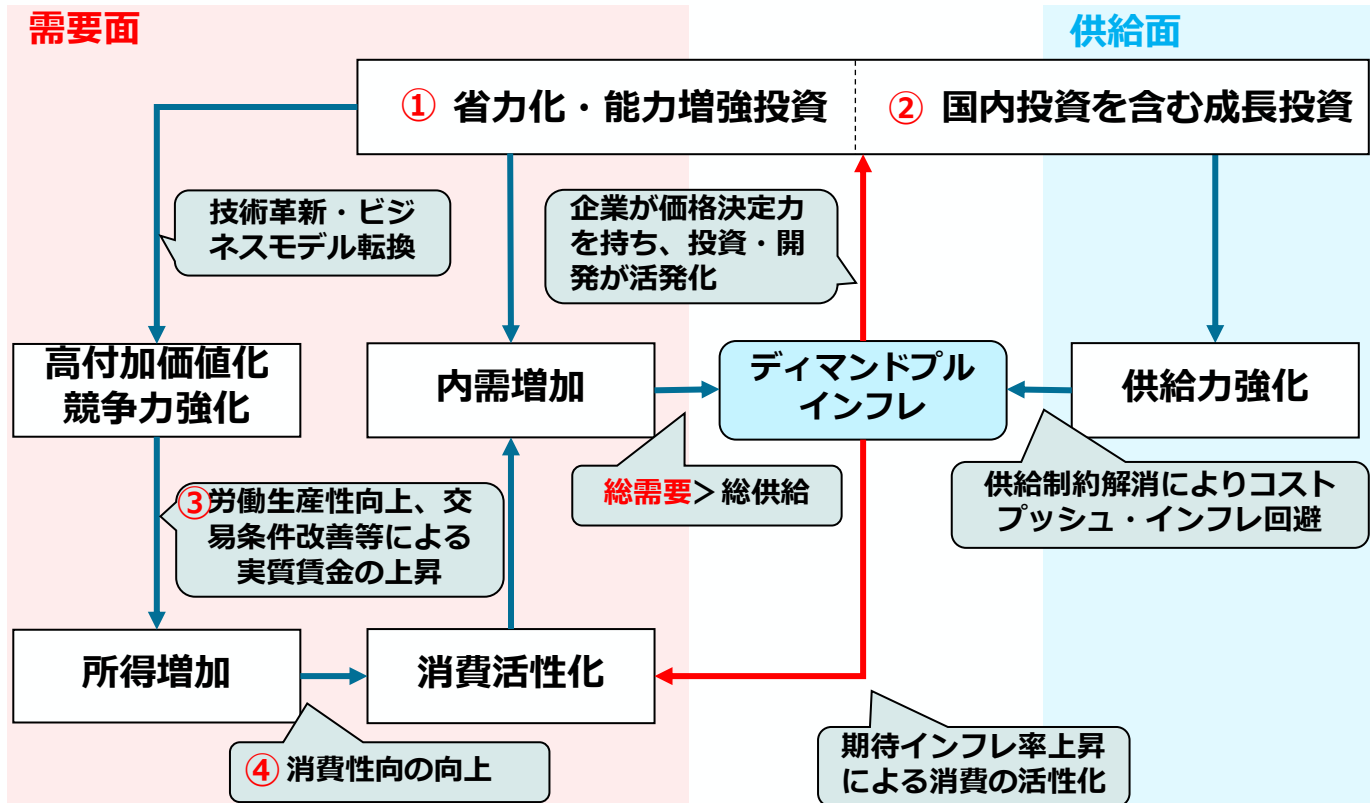 需要面
供給面
① 省力化・能力増強投資
② 国内投資を含む成長投資
技術革新・ビジ
ネスモデル転換
企業が価格決定力
を持ち、投資・開
発が活発化
高付加価値化
競争力強化
内需増加
ディマンドプル
インフレ
供給力強化
③労働生産性向上、交
易条件改善等による
実質賃金の上昇
総需要＞総供給
供給制約解消によりコスト
プッシュ・インフレ回避
所得増加
消費活性化
④ 消費性向の向上
期待インフレ率上昇
による消費の活性化